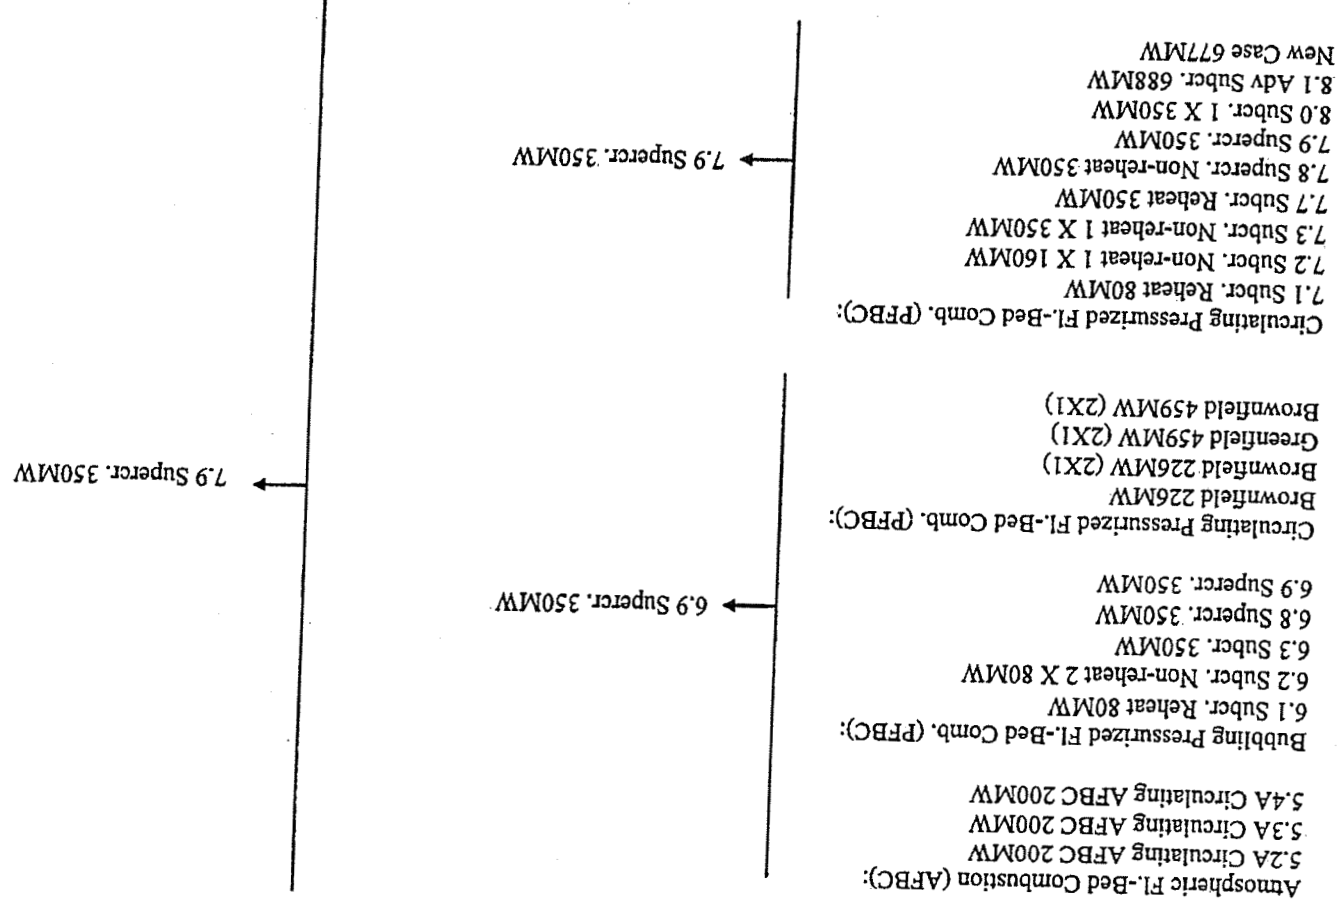 Atmospheric Fl.-Bed Combustion (AFBC):
5.2A Circulating AFBC 200MW
5.3A Circulating AFBC 200MW
5.4A Circulating AFBC 200MW
Bubbling Pressurized Fl.-Bed Comb. (PFBC):
6.1 Subcr. Reheat 80MW
6.2 Subcr. Non-reheat 2 X 80MW
6.3 Subcr. 350MW
6.8 Supercr. 350MW
6.9 Supercr. 350MW
Circulating Pressurized Fl.-Bed Comb. (PFBC):
Brownfield 226MW
Brownfield 226MW (2X1)
Greenfield 459MW (2X1)
Brownfield 459MW (2X1)
Circulating Pressurized Fl.-Bed Comb. (PFBC):
7.1 Subcr. Reheat 80MW
7.2 Subcr. Non-reheat 1 X 160MW
7.3 Subcr. Non-reheat 1 X 350MW
7.7 Subcr. Reheat 350MW
7.8 Supercr. Non-reheat 350MW
7.9 Supercr. 350MW
8.0 Subcr. 1 X 350MW
8.1 Adv Subcr. 688MW
New Case 677MW
6.9 Supercr. 350MW
7.9 Supercr. 350MW
7.9 Supercr. 350MW